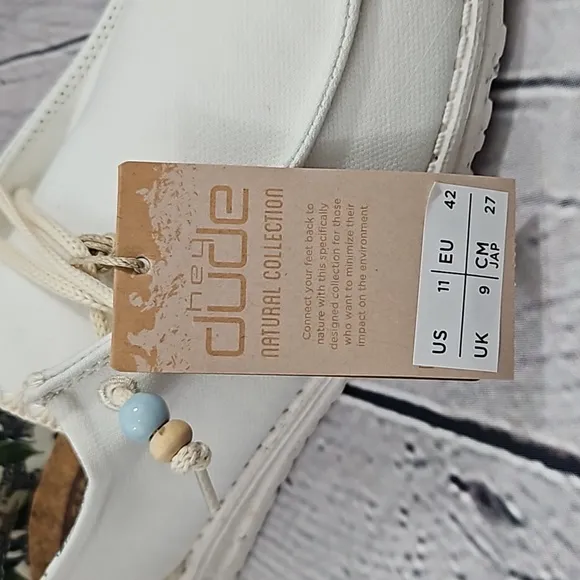 hey
dude
NATURAL COLLECTION
Connect your feet back to
nature with this specifically
designed collection for those
who want to minimize their
impact on the environment
US 11 EU 42
UK 9 CM JAP 27